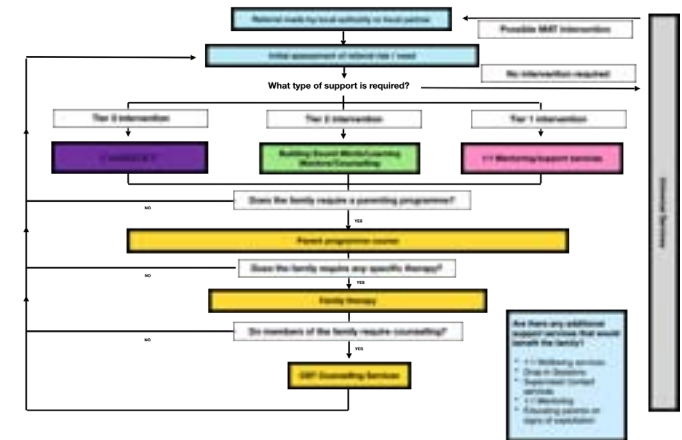 Referral made by local authority or local partner
Possible MAT Intervention
Initial assessment of referral risk / need
No intervention required
What type of support is required?
Tier 3 intervention
Tier 2 intervention
Tier 1 intervention
Building Sound Minds/Learning
Mentors/Counselling
1-1 Mentoring/support services
Does the family require a parenting programme?
NO
YES
Parent programme course
Does the family require any specific therapy?
NO
YES
Family therapy
Do members of the family require counselling?
NO
YES
CBT Counselling Services
Are there any additional
support services that would
benefit the family?
* 1-1 Wellbeing services
* Drop in Sessions
* Supervised contact
services
* 1-1 Mentoring
* Educating parents on
signs of exploitation
Universal Services